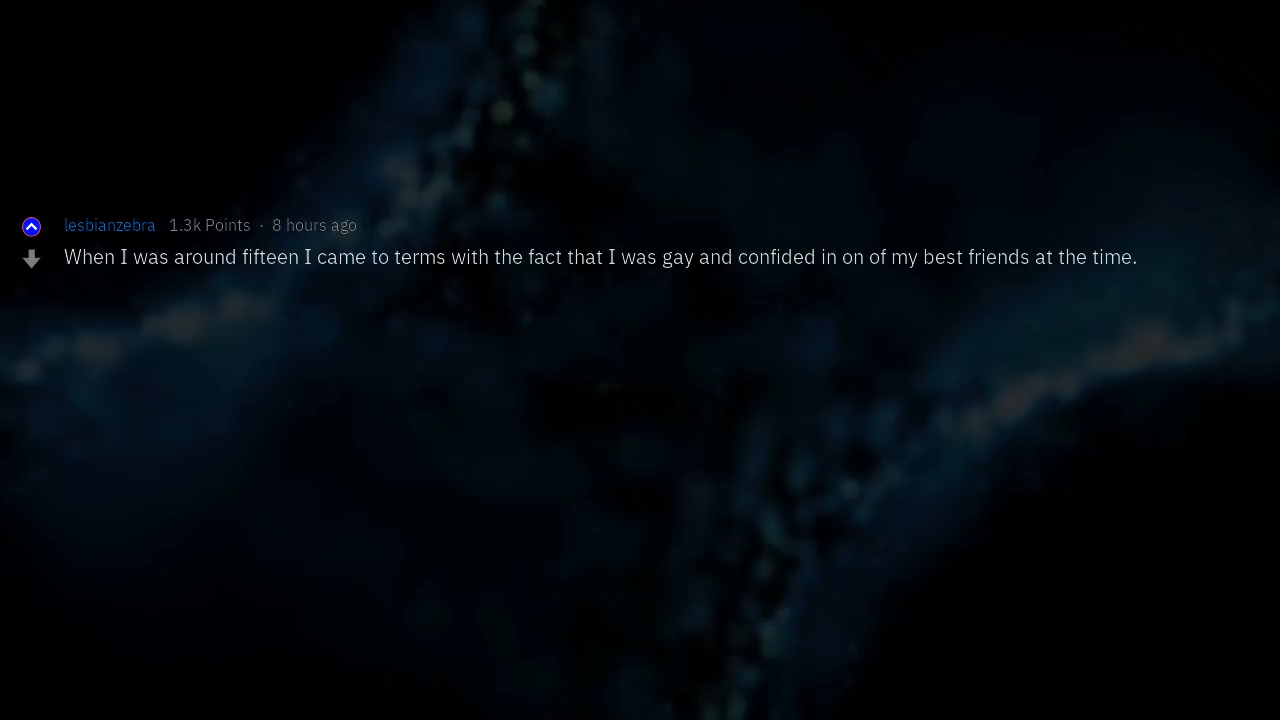 lesbianzebra 1.3k Points · 8 hours ago
When I was around fifteen I came to terms with the fact that I was gay and confided in on of my best friends at the time.